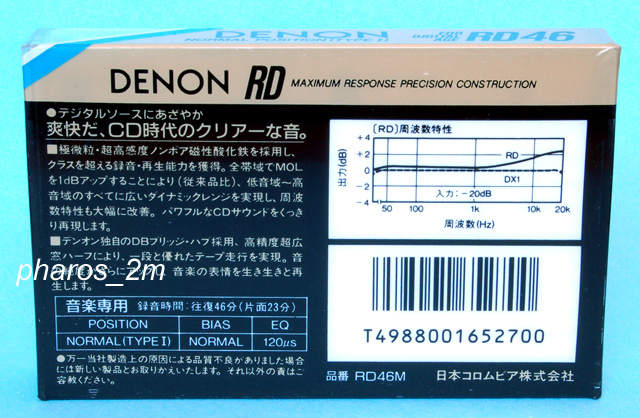 DENON
NORMAL POSITION(TYPE I)
RD46
DENON RD MAXIMUM RESPONSE PRECISION CONSTRUCTION
●デジタルソースにあざやか
爽快だ、CD時代のクリアーな音。
■極微粒・超高感度ノンポア磁性酸化鉄を採用し、
クラスを超える録音・再生能力を獲得。全帯域でMOL
を1dBアップすることにより(従来品比)、低音域〜高
音域のすべてに広いダイナミックレンジを実現し、周波
数特性も大幅に改善。パワフルなCDサウンドをくっき
り再現します。
■デンオン独自のDBブリッジ・ハーフ採用、高精度超広
窓ハーフにより、一段と優れたテープ走行を実現。音
音楽の表情を生き生きと再
生します。
pharos_2m
音楽専用 録音時間:往復46分(片面23分)
POSITION BIAS EQ
NORMAL(TYPE I) NORMAL 120μs
●万一当社製造上の原因による品質不良がありました場合
には新しい製品とお取りかえいたします。それ以外の責はご
容赦ください。
〔RD〕周波数特性
出力(dB)
+4
+2
0
−2
−4
RD
DX1
入力:−20dB
50 100 1k 10k 20k
周波数(Hz)
T4988001652700
品番 RD46M 日本コロムビア株式会社